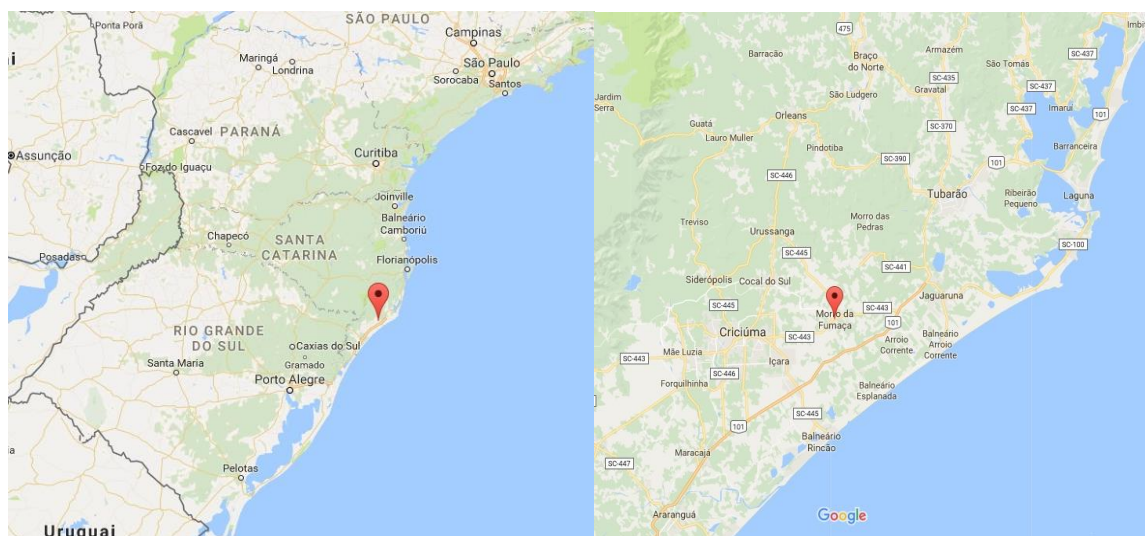 SÃO PAULO
Ponta Porã
Campinas
Maringá
Londrina
São Paulo
Sorocaba
Santos
Cascavel
PARANÁ
Assunção
Curitiba
Foz do Iguaçu
Joinville
Balneário
Camboriú
Chapecó
SANTA
CATARINA
Posadas
Florianópolis
RIO GRANDE
DO SUL
Caxias do Sul
Santa Maria
Gramado
Porto Alegre
Pelotas
Uruguai
475
Armazém
Barracão
Braço
do Norte
SC-437
São Tomás
SC-435
Gravatal
SC-437
Jardim
Serra
São Ludgero
SC-437
Imaruí
101
Guatá
Orleans
Lauro Muller
SC-370
Pindotiba
Barranceira
SC-390
101
SC-446
Tubarão
Ribeirão
Pequeno
Laguna
Treviso
Morro das
Pedras
Urussanga
SC-100
SC-445
SC-441
Siderópolis
Cocal do Sul
Jaguaruna
SC-445
SC-443
Morro da
Fumaça
Criciúma
101
SC-443
Balneário
Arroio
Corrente
Arroio
Corrente
Mãe Luzia
SC-443
Içara
SC-446
Forquilhinha
Balneário
Esplanada
SC-445
101
Balneário
Rincão
Maracajá
SC-447
Araranguá
Google